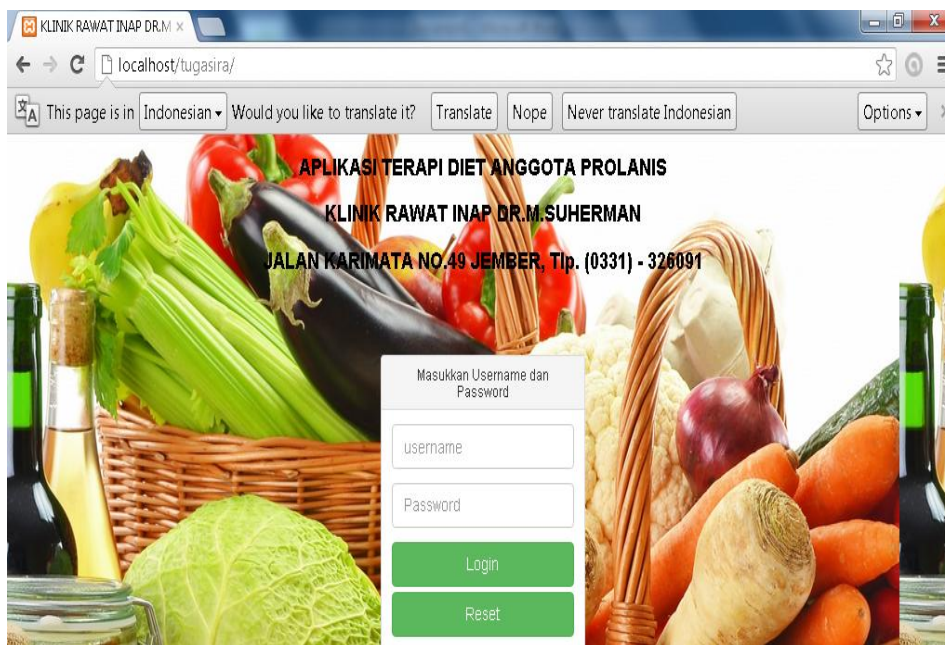 KLINIK RAWAT INAP DR.M
localhost/tugasira/
This page is in Indonesian Would you like to translate it? Translate Nope Never translate Indonesian Options
APLIKASI TERAPI DIET ANGGOTA PROLANIS
KLINIK RAWAT INAP DR.M.SUHERMAN
JALAN KARIMATA NO.49 JEMBER, Tlp. (0331) - 326091
Masukkan Username dan
Password
username
Password
Login
Reset